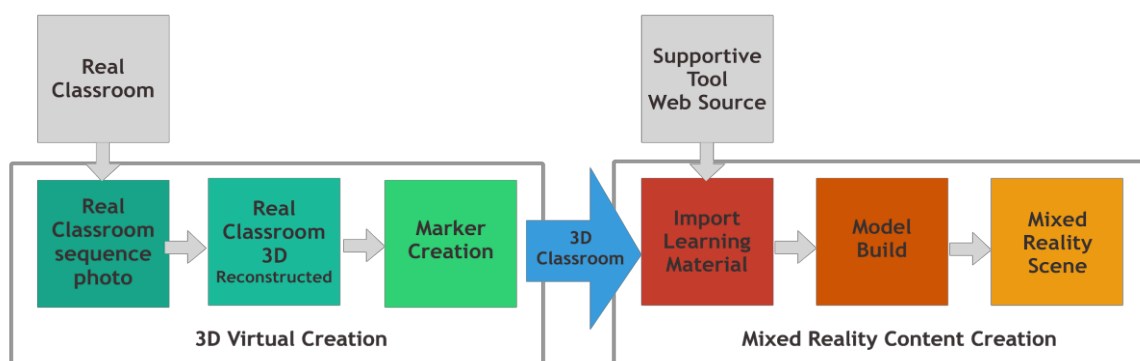 Real
Classroom
Supportive
Tool
Web Source
Real
Classroom
sequence
photo
Real
Classroom
3D
Reconstructed
Marker
Creation
3D
Classroom
Import
Learning
Material
Model
Build
Mixed
Reality
Scene
3D Virtual Creation
Mixed Reality Content Creation